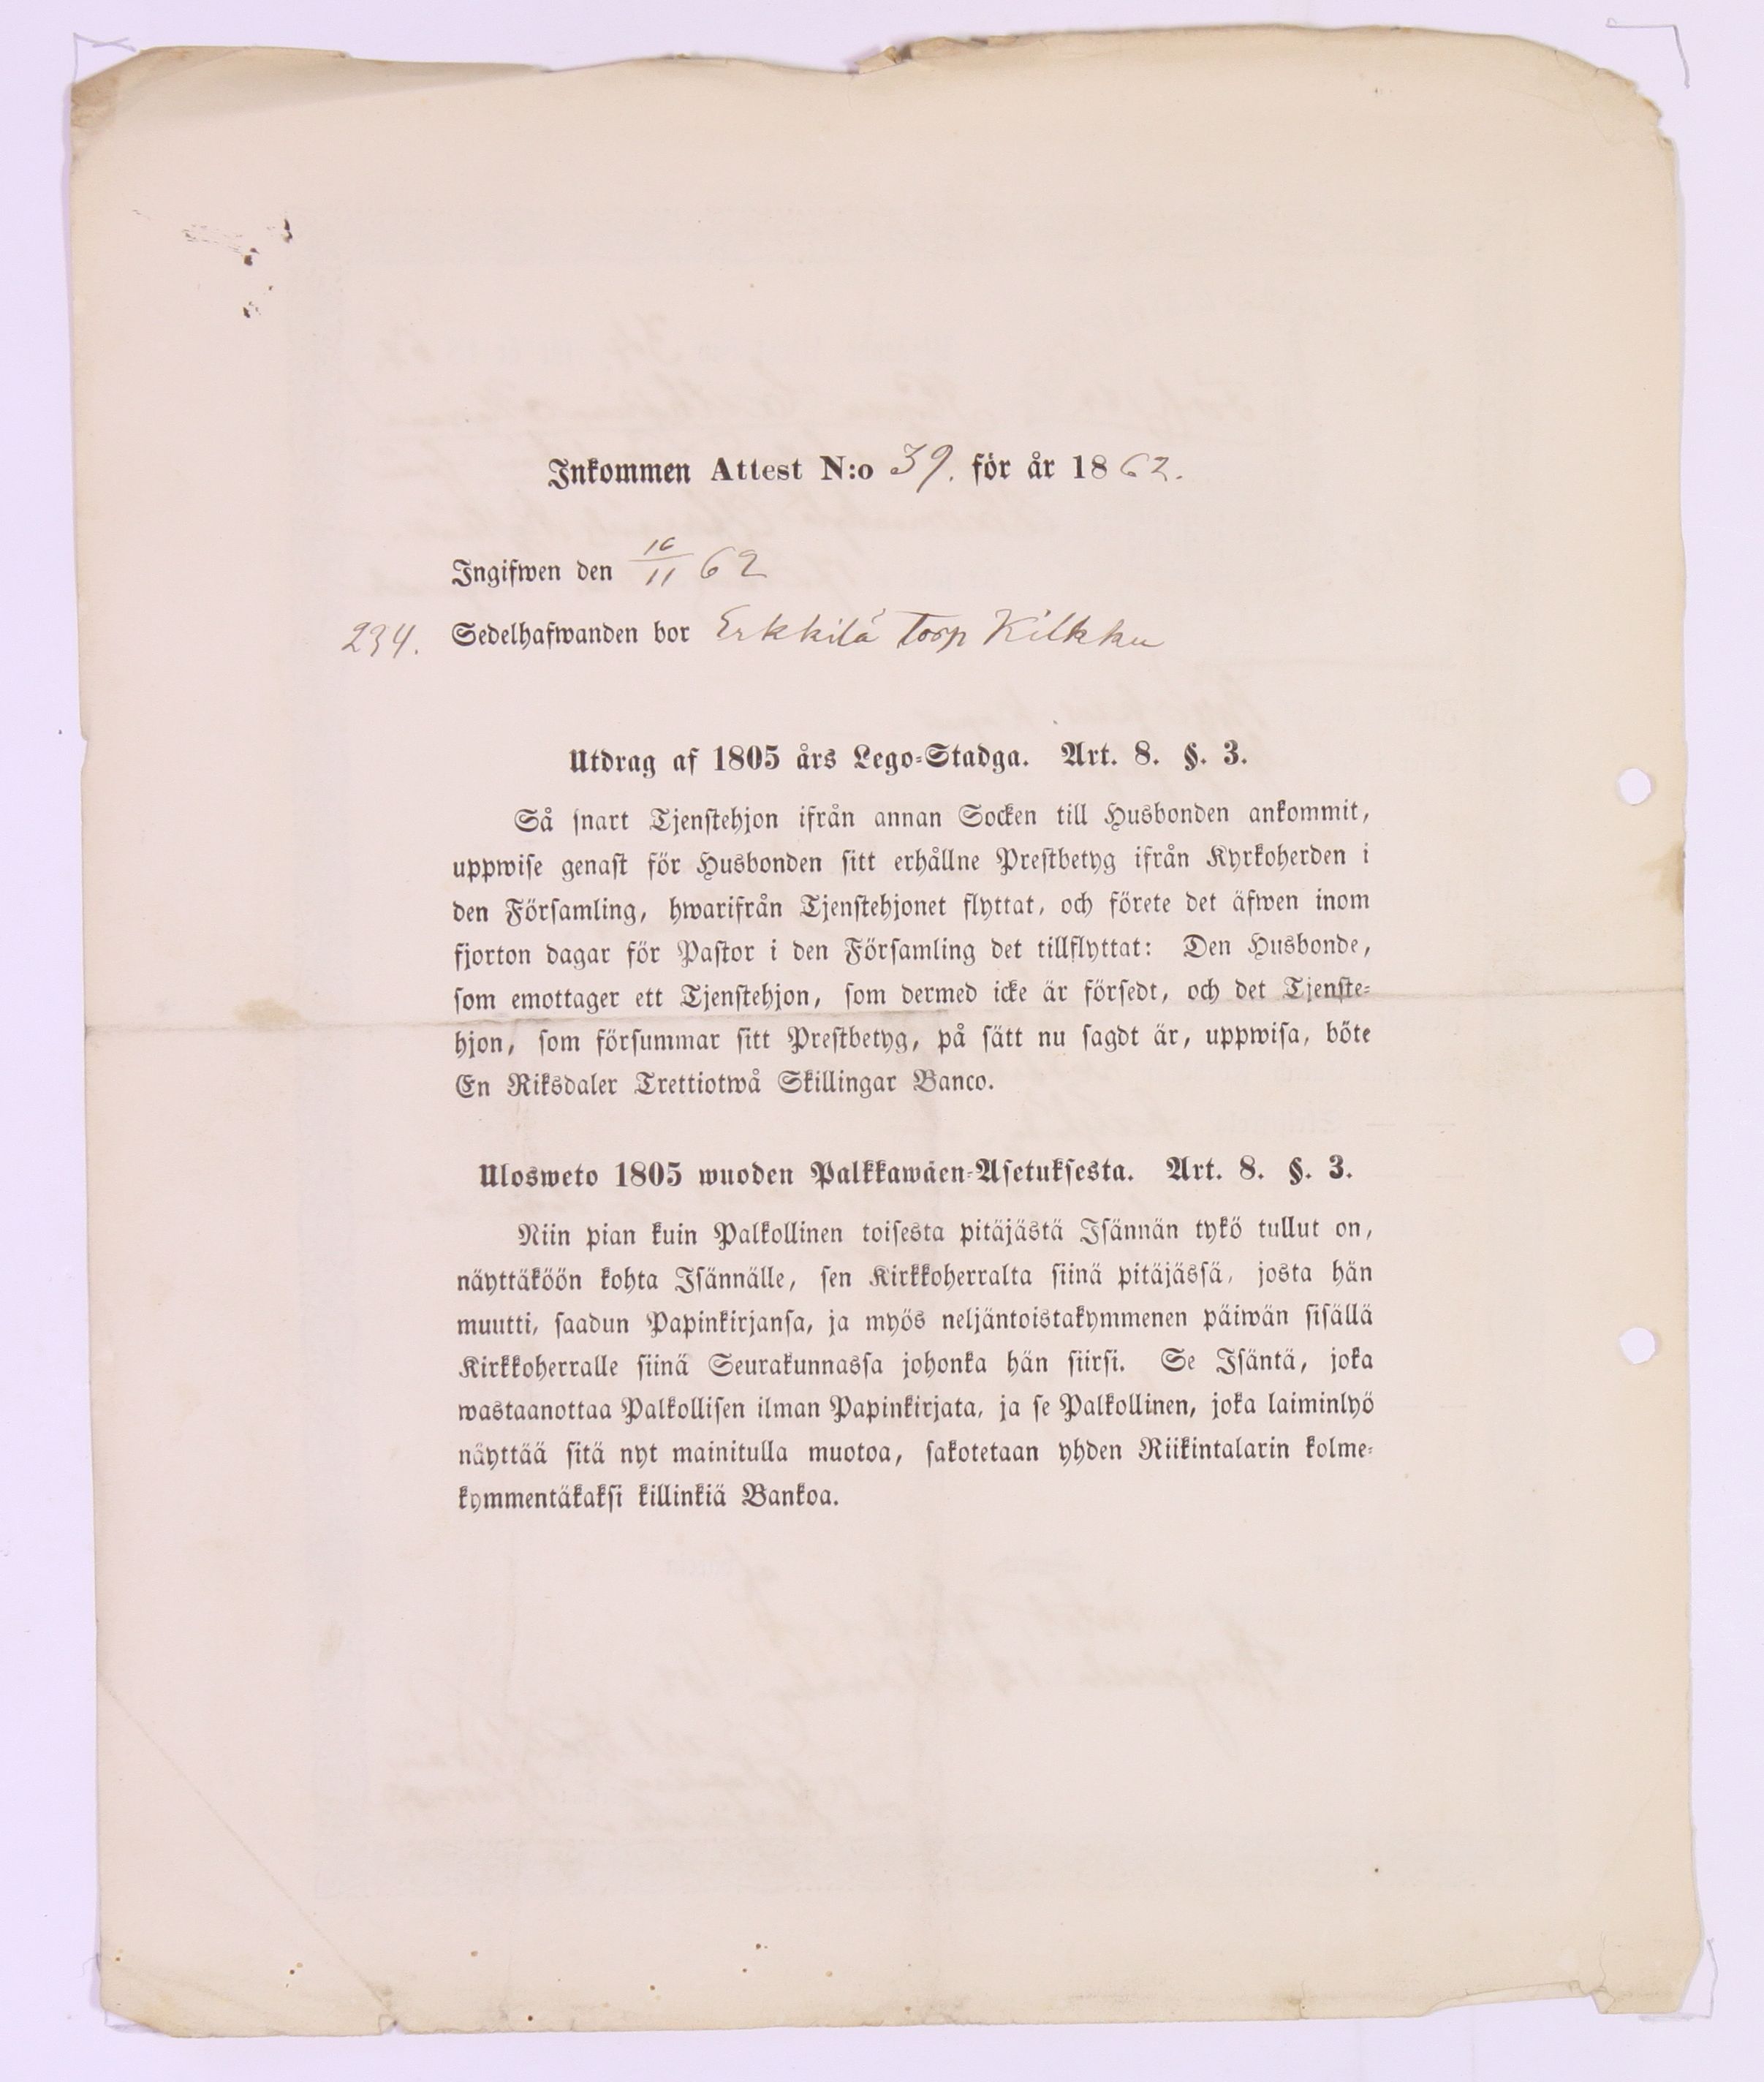 Inkommen Attest N:o 39. för år 1862.
Ingifwen den 10/11 62
234. Sedelhafwanden bor Erkkilä Torp Kilkku
Utdrag af 1805 års Lego-Stadga. Art. 8. §. 3.
Så snart Tjenstehjon ifrån annan Socken till Husbonden ankommit,
uppwise genast för Husbonden sitt erhållne Prestbetyg ifrån Kyrkoherden i
den Församling, hwarifrån Tjenstehjonet flyttat, och förete det äfwen inom
fjorton dagar för Pastor i den Församling det tillflyttat: Den Husbonde,
som emottager ett Tjenstehjon, som dermed icke är försedt, och det Tjenste-
hjon, som försummar sitt Prestbetyg, på sätt nu sagdt är, uppwisa, böte
En Riksdaler Trettiotwå Skillingar Banco.
Ulosweto 1805 wuoden Palkkawäen-Asetuksesta. Art. 8. §. 3.
Niin pian kuin Palkollinen toisesta pitäjästä Isännän tykö tullut on,
näyttäköön kohta Isännälle, sen Kirkkoherralta siinä pitäjässä, josta hän
muutti, saadun Papinkirjansa, ja myös neljäntoistakymmenen päiwän sisällä
Kirkkoherralle siinä Seurakunnassa johonka hän siirsi. Se Isäntä, joka
wastaanottaa Palkollisen ilman Papinkirjata, ja se Palkollinen, joka laiminlyö
näyttää sitä nyt mainitulla muotoa, sakotetaan yhden Riikintalarin kolme-
kymmentäkaksi killinkiä Bankoa.